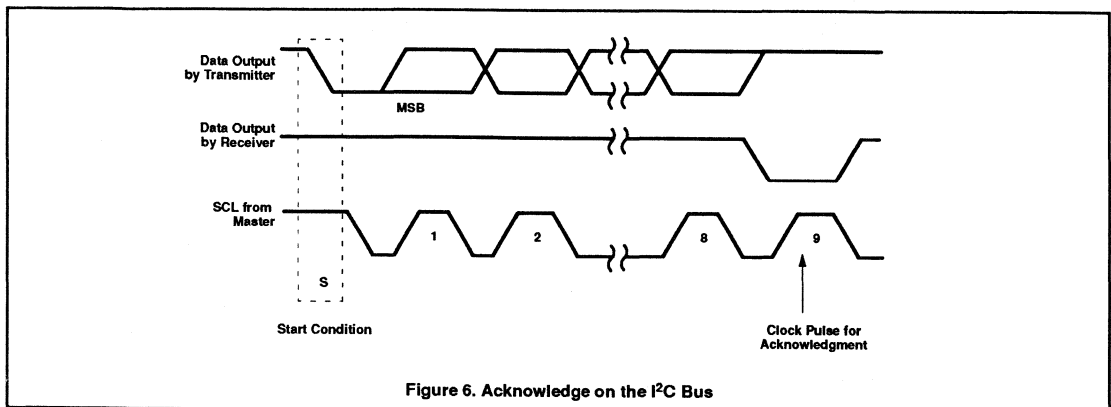 Data Output
by Transmitter
MSB
Data Output
by Receiver
SCL from
Master
1
2
8
9
S
Start Condition
Clock Pulse for
Acknowledgment
Figure 6. Acknowledge on the I²C Bus